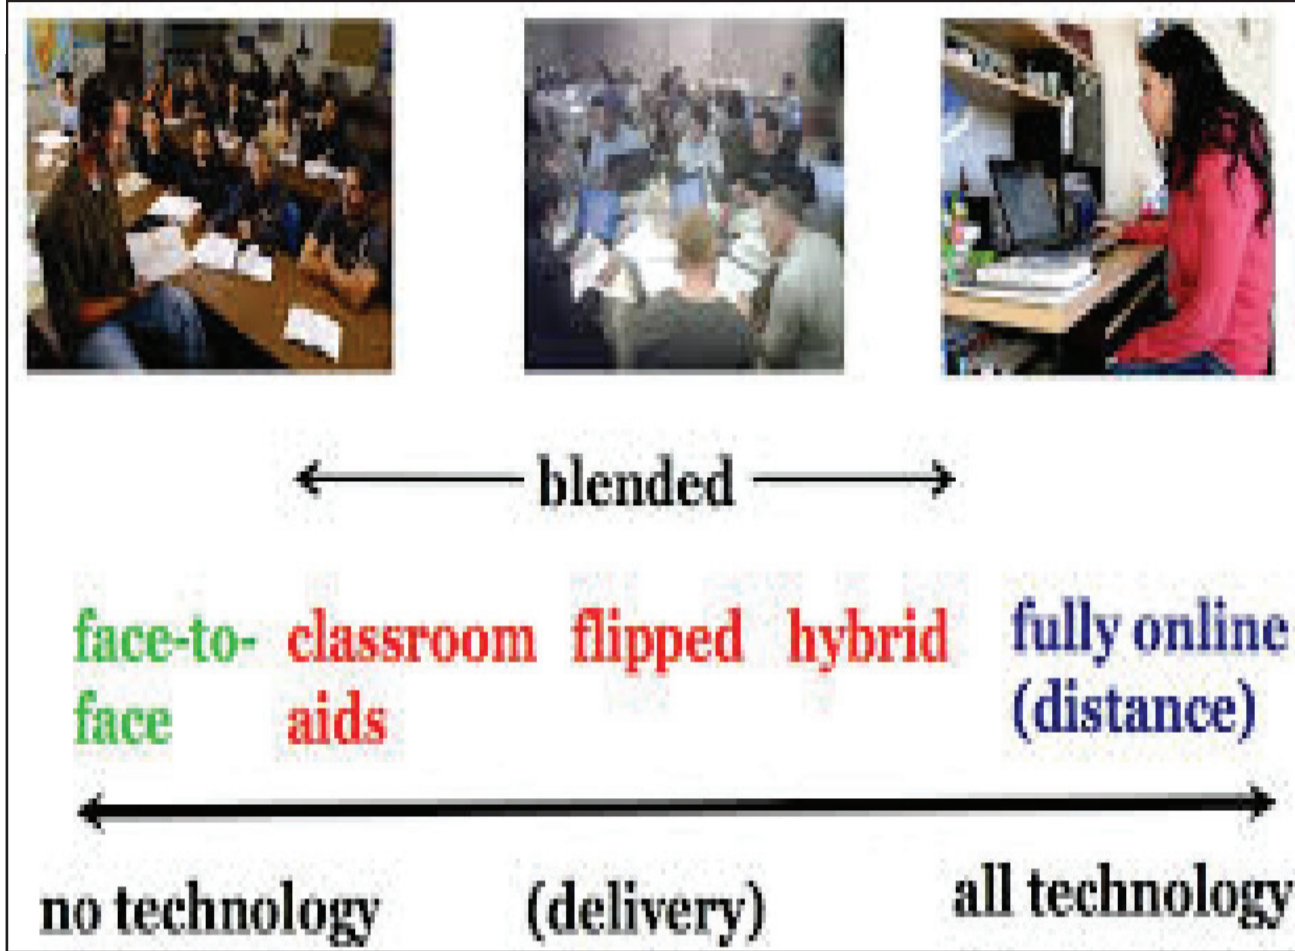 blended
face-to- classroom flipped hybrid fully online
face aids (distance)
no technology (delivery) all technology